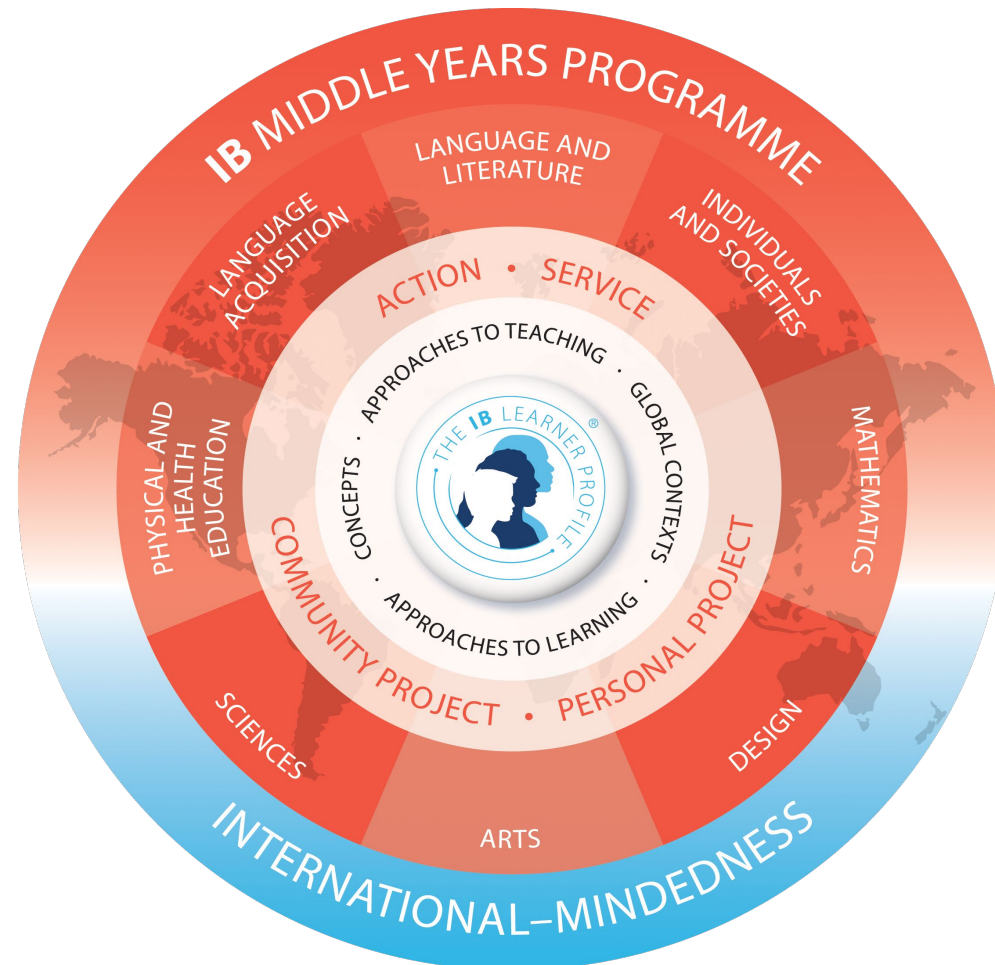 IB MIDDLE YEARS PROGRAMME
LANGUAGE AND
LITERATURE
INDIVIDUALS
AND SOCIETIES
MATHEMATICS
DESIGN
ARTS
SCIENCES
PHYSICAL AND
HEALTH
EDUCATION
LANGUAGE
ACQUISITION
ACTION • SERVICE
PERSONAL PROJECT
•
COMMUNITY PROJECT
APPROACHES TO TEACHING ·
GLOBAL CONTEXTS ·
APPROACHES TO LEARNING ·
CONCEPTS ·
THE IB LEARNER PROFILE ®
INTERNATIONAL–MINDEDNESS